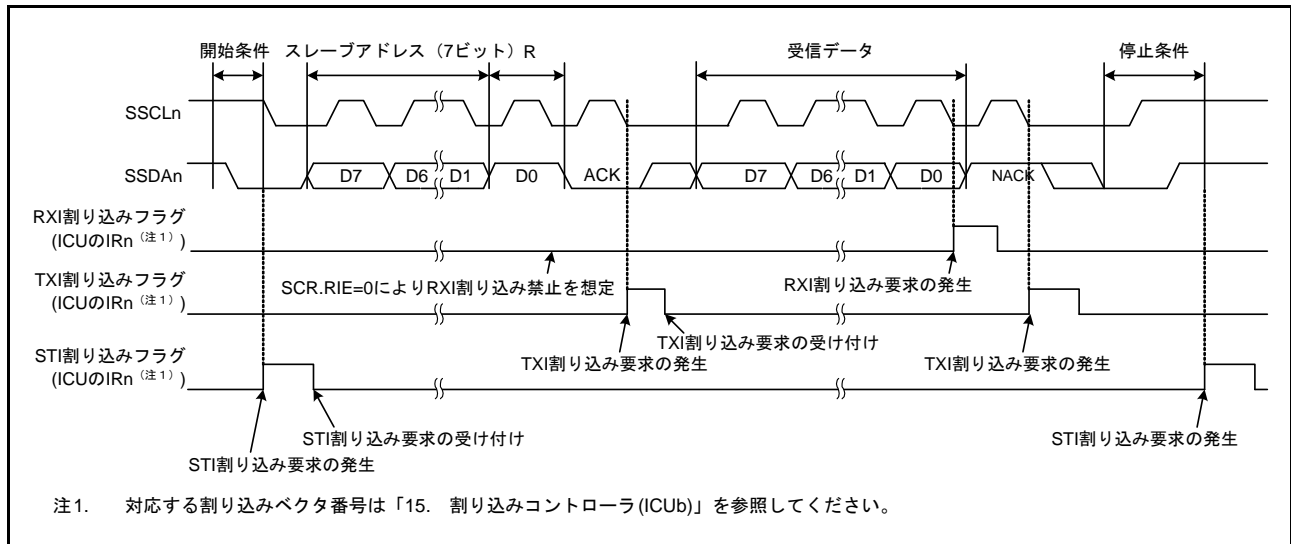 開始条件 スレーブアドレス（7ビット）R 受信データ 停止条件
SSCLn
SSDAn D7 D6 D1 D0 ACK D7 D6 D1 D0 NACK
RXI割り込みフラグ
(ICUのIRn（注1）)
SCR.RIE=0によりRXI割り込み禁止を想定 RXI割り込み要求の発生
TXI割り込みフラグ
(ICUのIRn（注1）)
TXI割り込み要求の受け付け
TXI割り込み要求の発生 TXI割り込み要求の発生
STI割り込みフラグ
(ICUのIRn（注1）)
STI割り込み要求の受け付け STI割り込み要求の発生
STI割り込み要求の発生
注1. 対応する割り込みベクタ番号は「15. 割り込みコントローラ(ICUb)」を参照してください。